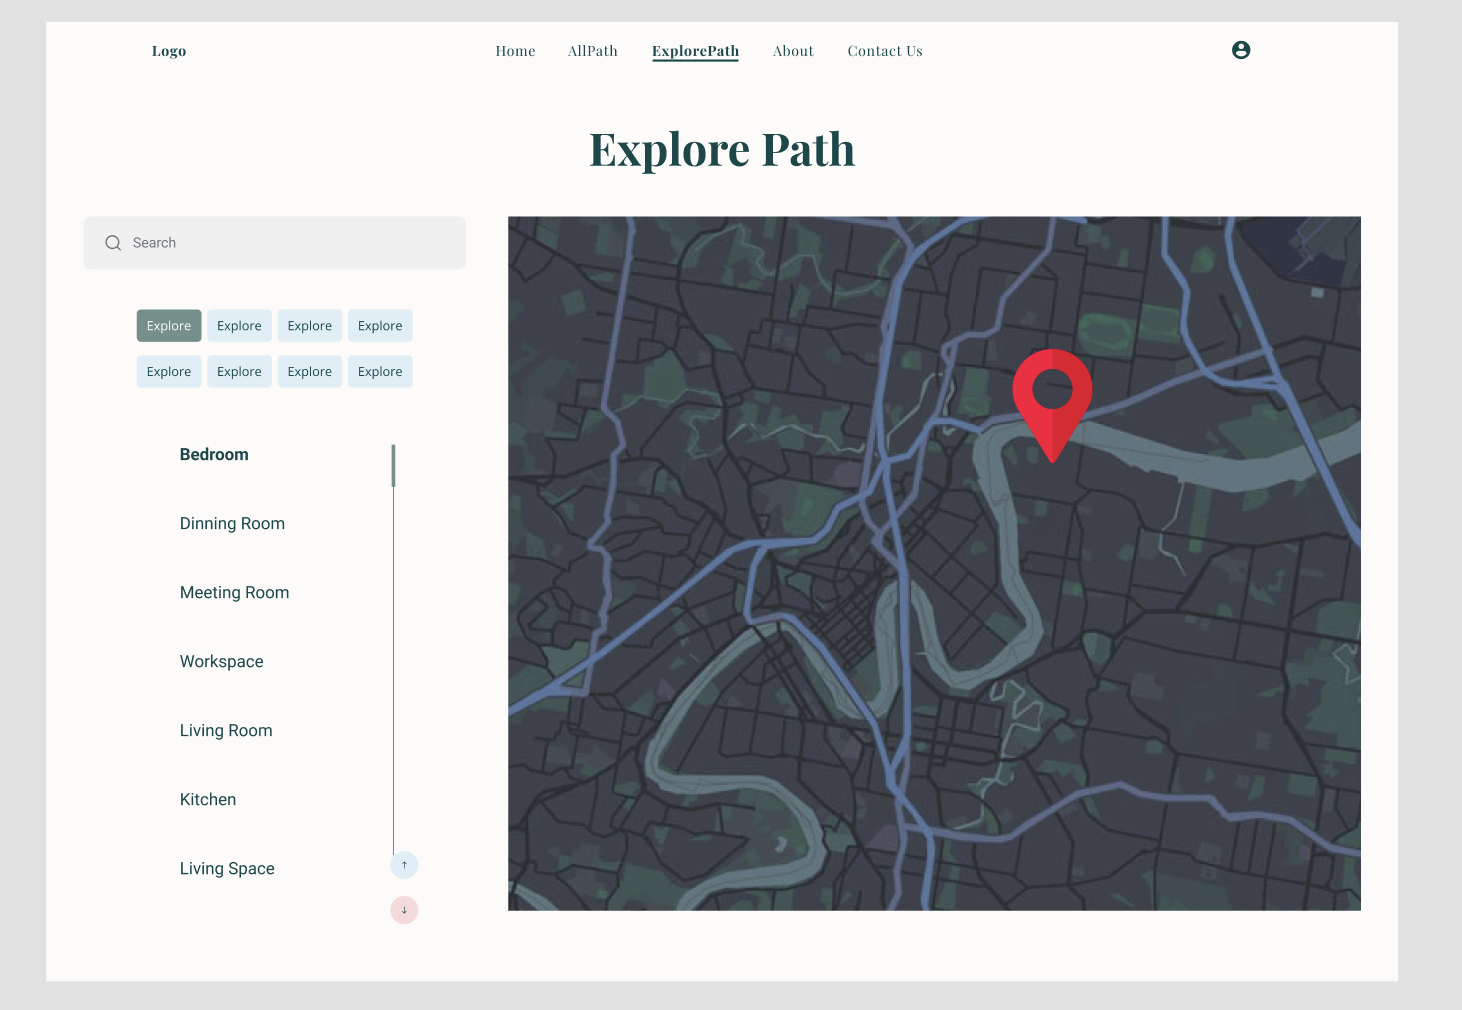 Logo Home AllPath ExplorePath About Contact Us
Explore Path
Search
Explore Explore Explore Explore
Explore Explore Explore Explore
Bedroom
Dinning Room
Meeting Room
Workspace
Living Room
Kitchen
Living Space
↑
↓